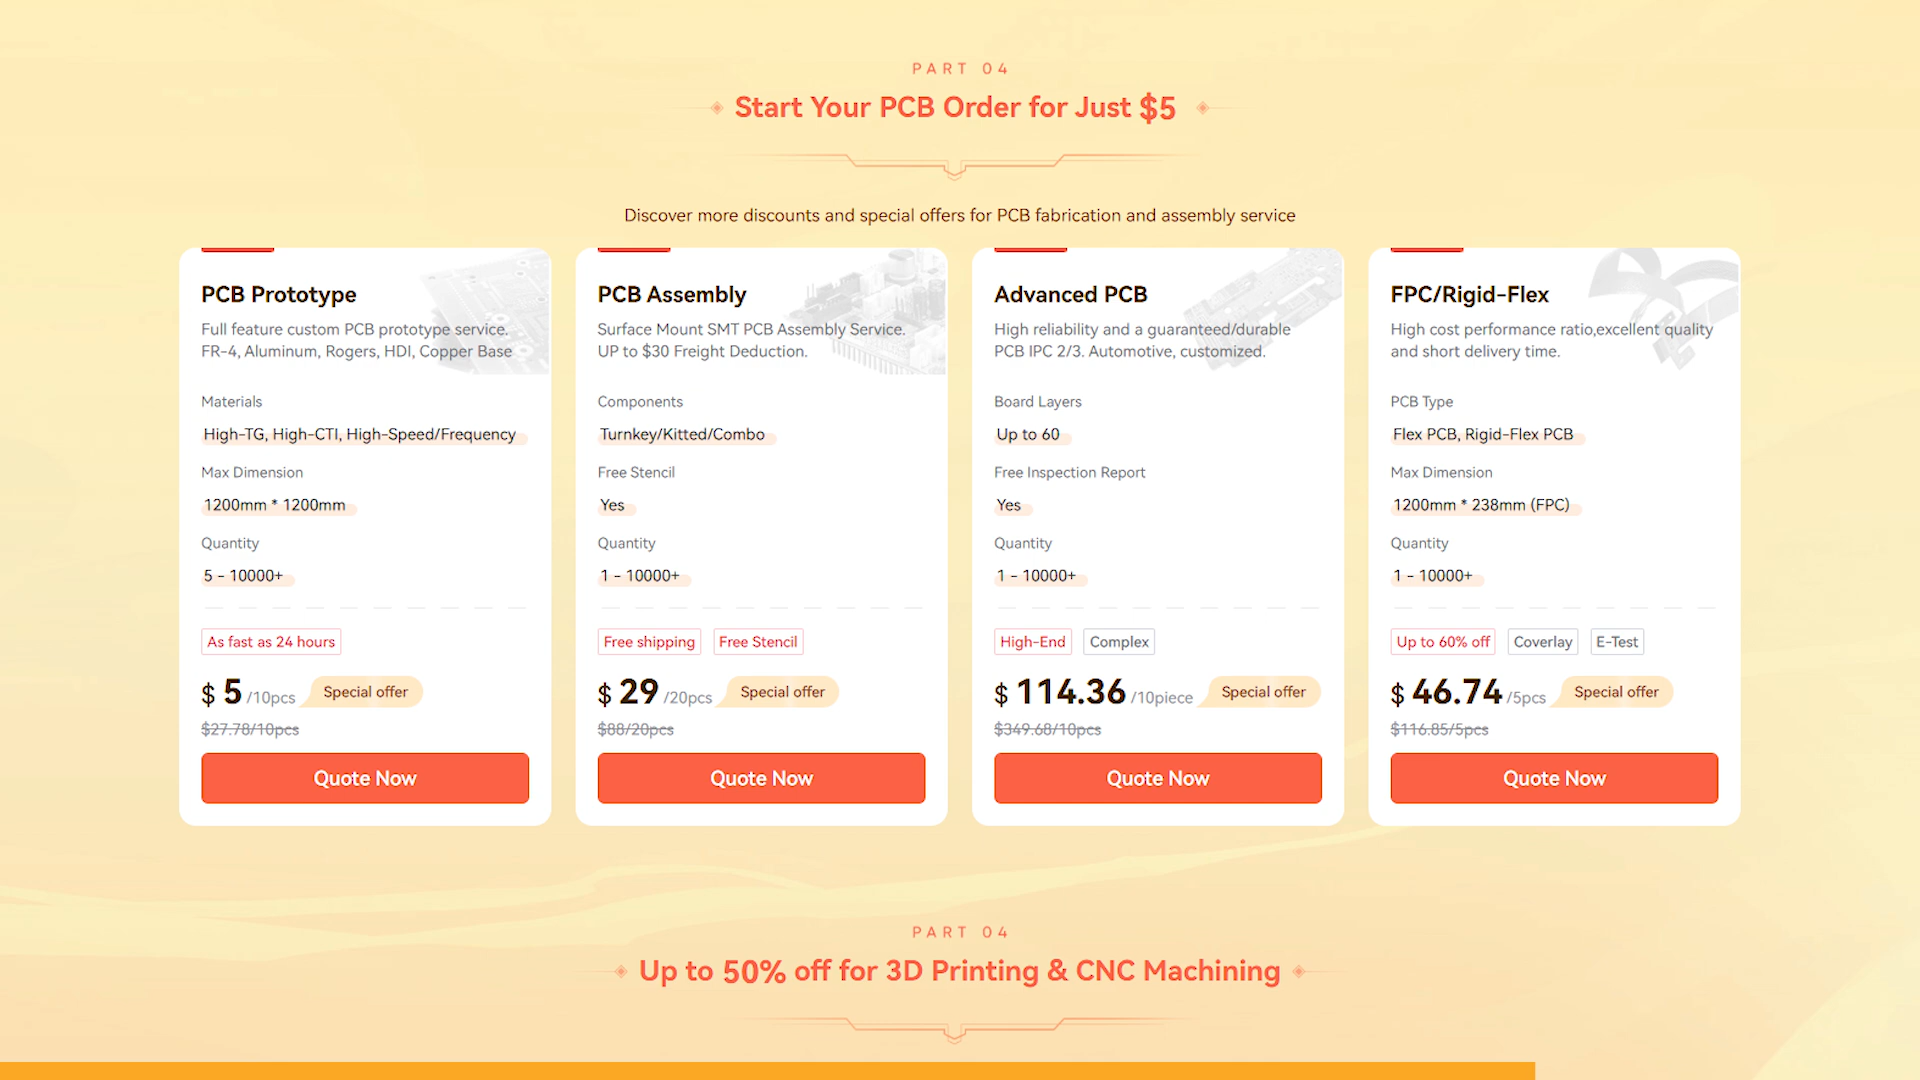 PART 04
Start Your PCB Order for Just $5
Discover more discounts and special offers for PCB fabrication and assembly service
PCB Prototype
Full feature custom PCB prototype service.
FR-4, Aluminum, Rogers, HDI, Copper Base
Materials
High-TG, High-CTI, High-Speed/Frequency
Max Dimension
1200mm * 1200mm
Quantity
5 - 10000+
As fast as 24 hours
$ 5 /10pcs Special offer
$27.78/10pcs
Quote Now
PCB Assembly
Surface Mount SMT PCB Assembly Service.
UP to $30 Freight Deduction.
Components
Turnkey/Kitted/Combo
Free Stencil
Yes
Quantity
1 - 10000+
Free shipping Free Stencil
$ 29 /20pcs Special offer
$88/20pcs
Quote Now
Advanced PCB
High reliability and a guaranteed/durable
PCB IPC 2/3. Automotive, customized.
Board Layers
Up to 60
Free Inspection Report
Yes
Quantity
1 - 10000+
High-End Complex
$ 114.36 /10piece Special offer
$349.68/10pcs
Quote Now
FPC/Rigid-Flex
High cost performance ratio,excellent quality
and short delivery time.
PCB Type
Flex PCB, Rigid-Flex PCB
Max Dimension
1200mm * 238mm (FPC)
Quantity
1 - 10000+
Up to 60% off Coverlay E-Test
$ 46.74 /5pcs Special offer
$116.85/5pcs
Quote Now
PART 04
Up to 50% off for 3D Printing & CNC Machining